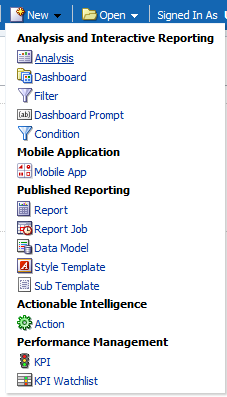 New Open Signed In As
Analysis and Interactive Reporting
Analysis
Dashboard
Filter
Dashboard Prompt
Condition
Mobile Application
Mobile App
Published Reporting
Report
Report Job
Data Model
Style Template
Sub Template
Actionable Intelligence
Action
Performance Management
KPI
KPI Watchlist